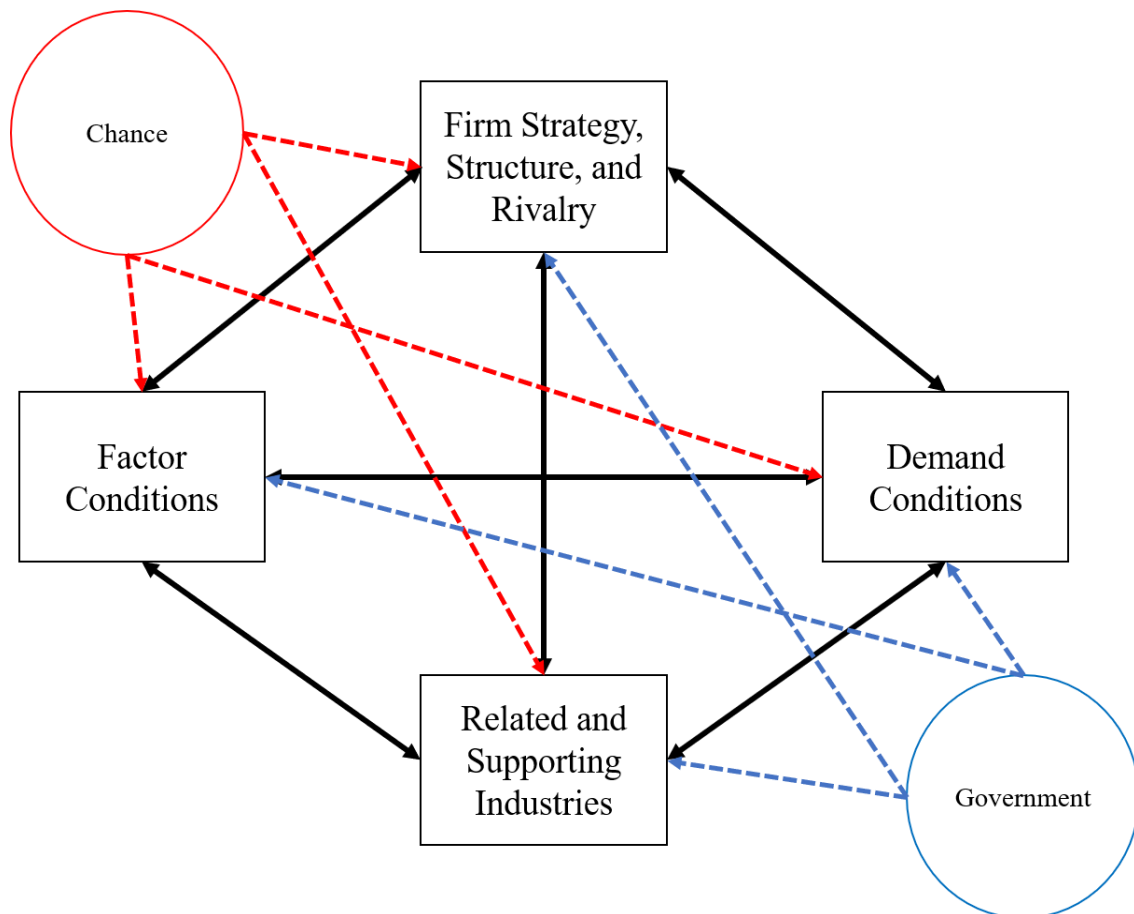 Chance
Firm Strategy,
Structure, and
Rivalry
Factor
Conditions
Demand
Conditions
Related and
Supporting
Industries
Government